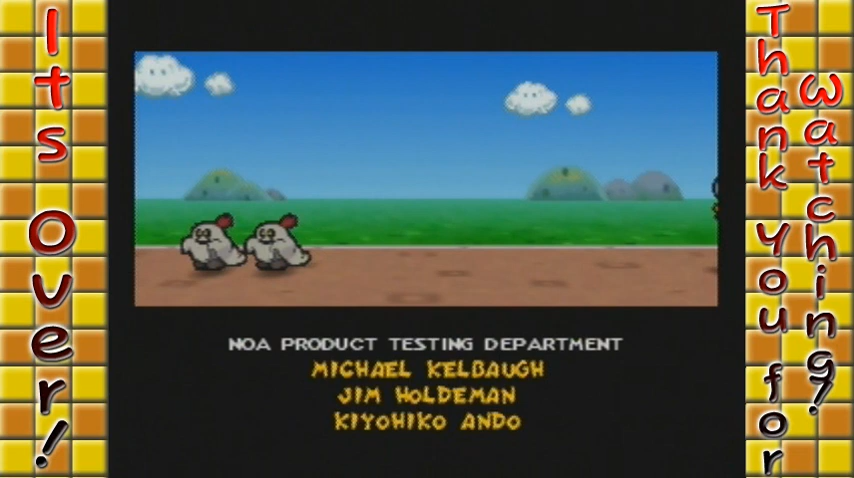 Its Over!
NOA PRODUCT TESTING DEPARTMENT
MICHAEL KELBAUGH
JIM HOLDEMAN
KIYOHIKO ANDO
Thank you for
watching!